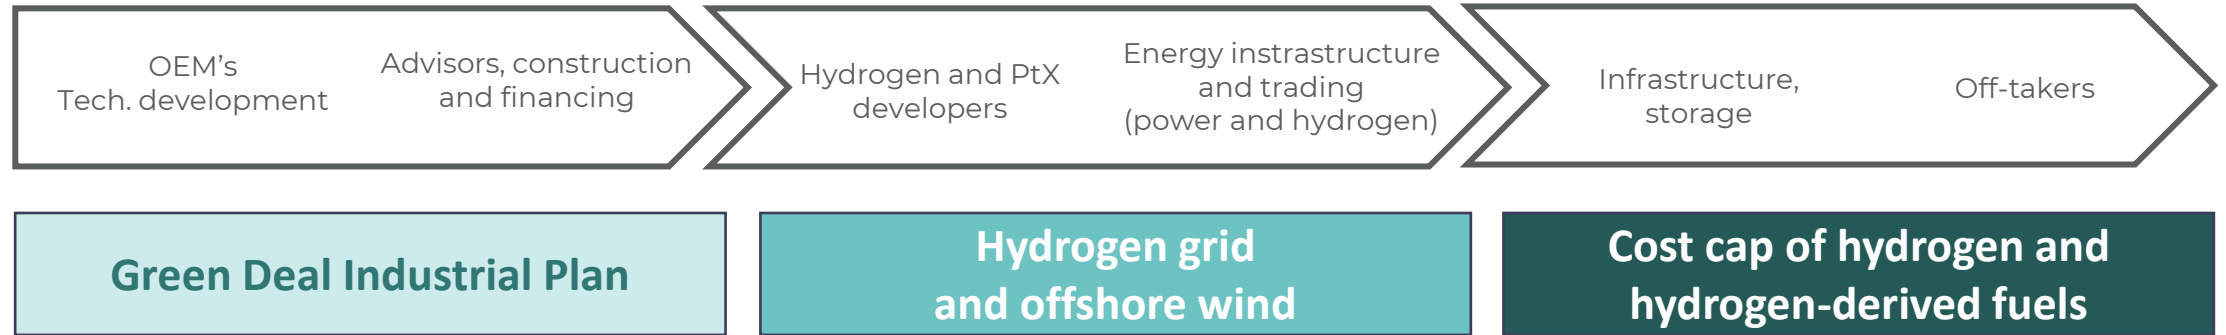 OEM's
Tech. development
Advisors, construction
and financing
Hydrogen and PtX
developers
Energy instrastructure
and trading
(power and hydrogen)
Infrastructure,
storage
Off-takers
Green Deal Industrial Plan
Hydrogen grid
and offshore wind
Cost cap of hydrogen and
hydrogen-derived fuels